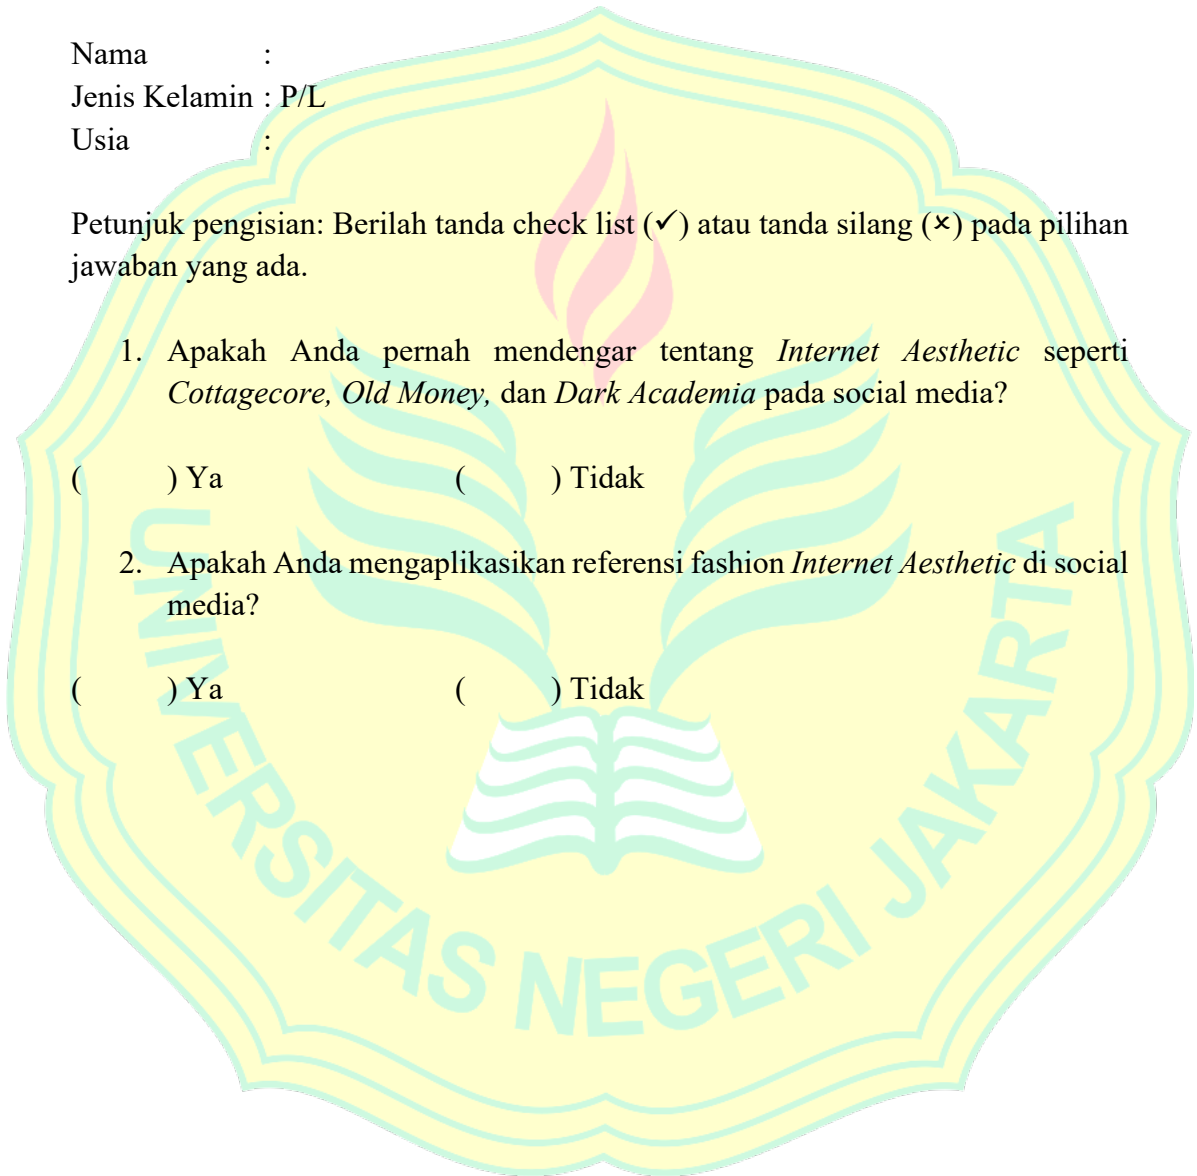 Nama :
Jenis Kelamin : P/L
Usia :
Petunjuk pengisian: Berilah tanda check list (✓) atau tanda silang (×) pada pilihan
jawaban yang ada.
1. Apakah Anda pernah mendengar tentang Internet Aesthetic seperti
Cottagecore, Old Money, dan Dark Academia pada social media?
( ) Ya ( ) Tidak
2. Apakah Anda mengaplikasikan referensi fashion Internet Aesthetic di social
media?
( ) Ya ( ) Tidak
UNIVERSITAS NEGERI JAKARTA